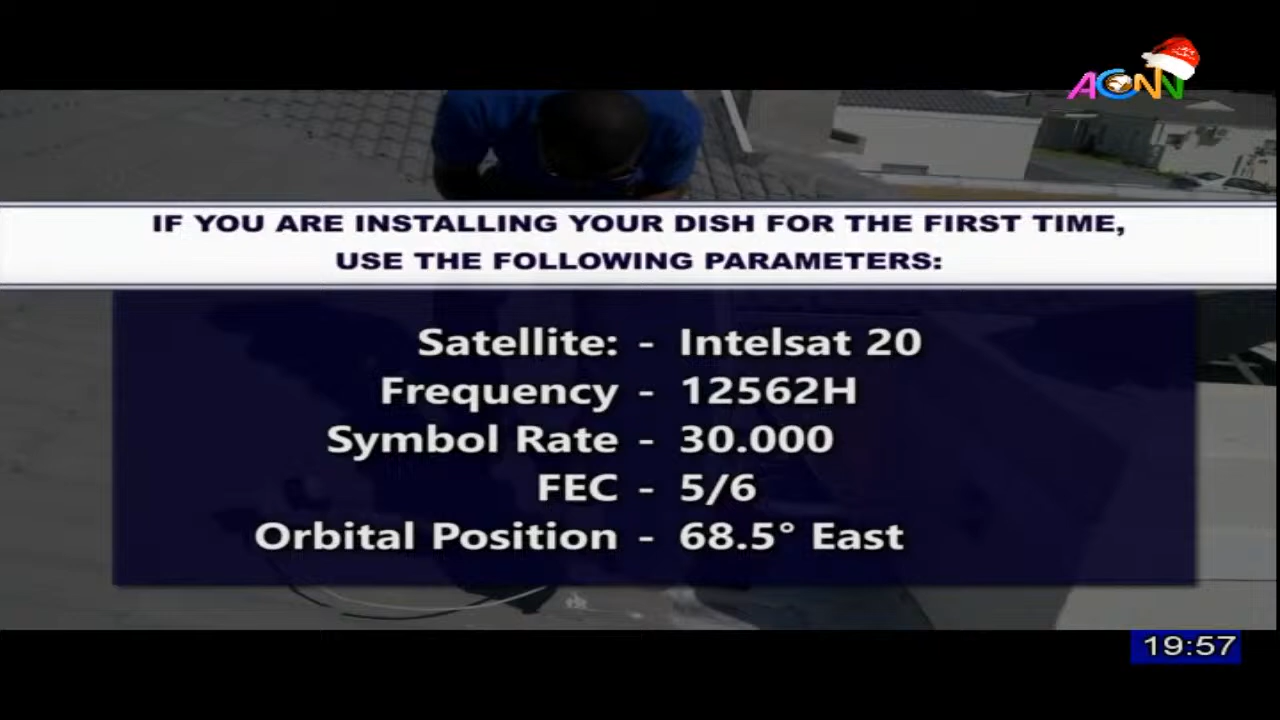 ACNN
IF YOU ARE INSTALLING YOUR DISH FOR THE FIRST TIME,
USE THE FOLLOWING PARAMETERS:
Satellite: - Intelsat 20
Frequency - 12562H
Symbol Rate - 30.000
FEC - 5/6
Orbital Position - 68.5° East
19:57